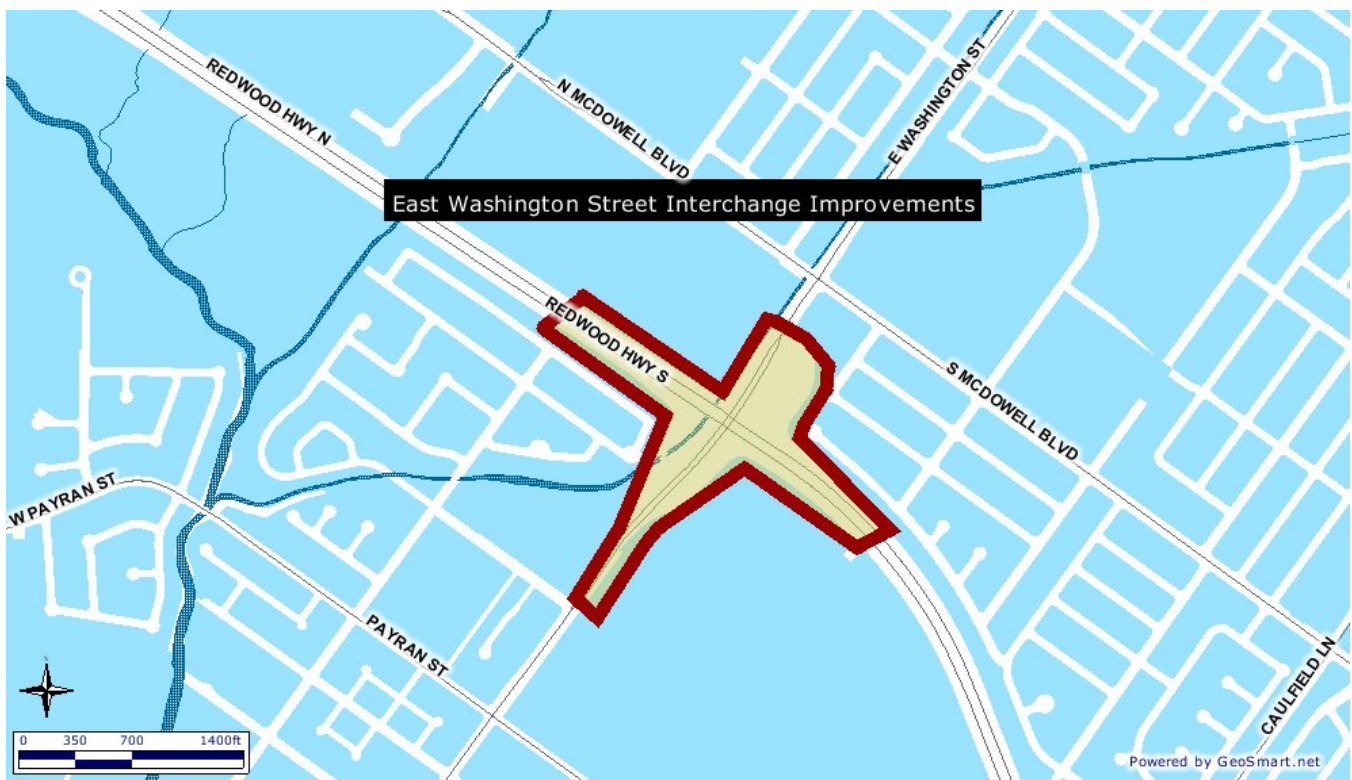 REDWOOD HWY N
N MCDOWELL BLVD
E WASHINGTON ST
East Washington Street Interchange Improvements
REDWOOD HWY S
S MCDOWELL BLVD
W PAYRAN ST
PAYRAN ST
CAULFIELD LN
0 350 700 1400ft
Powered by GeoSmart.net